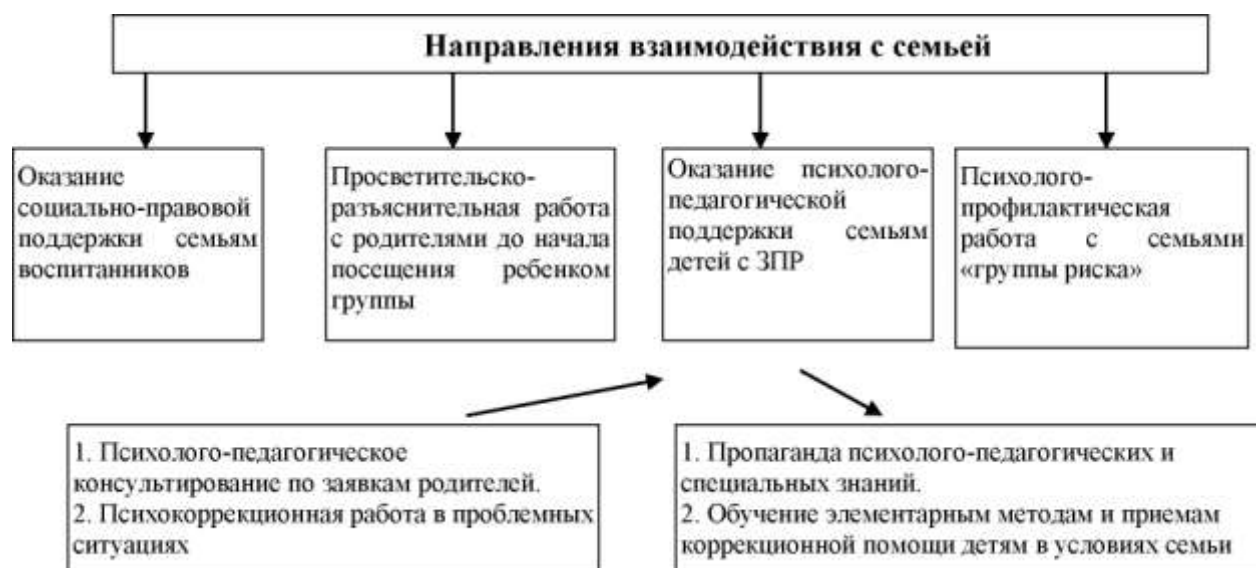 Направления взаимодействия с семьей
Оказание
социально-правовой
поддержки семьям
воспитанников
Просветительско-
разъяснительная работа
с родителями до начала
посещения ребенком
группы
Оказание психолого-
педагогической
поддержки семьям
детей с ЗПР
Психолого-
профилактическая
работа с семьями
«группы риска»
1. Психолого-педагогическое
консультирование по заявкам родителей.
2. Психокоррекционная работа в проблемных
ситуациях
1. Пропаганда психолого-педагогических и
специальных знаний.
2. Обучение элементарным методам и приемам
коррекционной помощи детям в условиях семьи